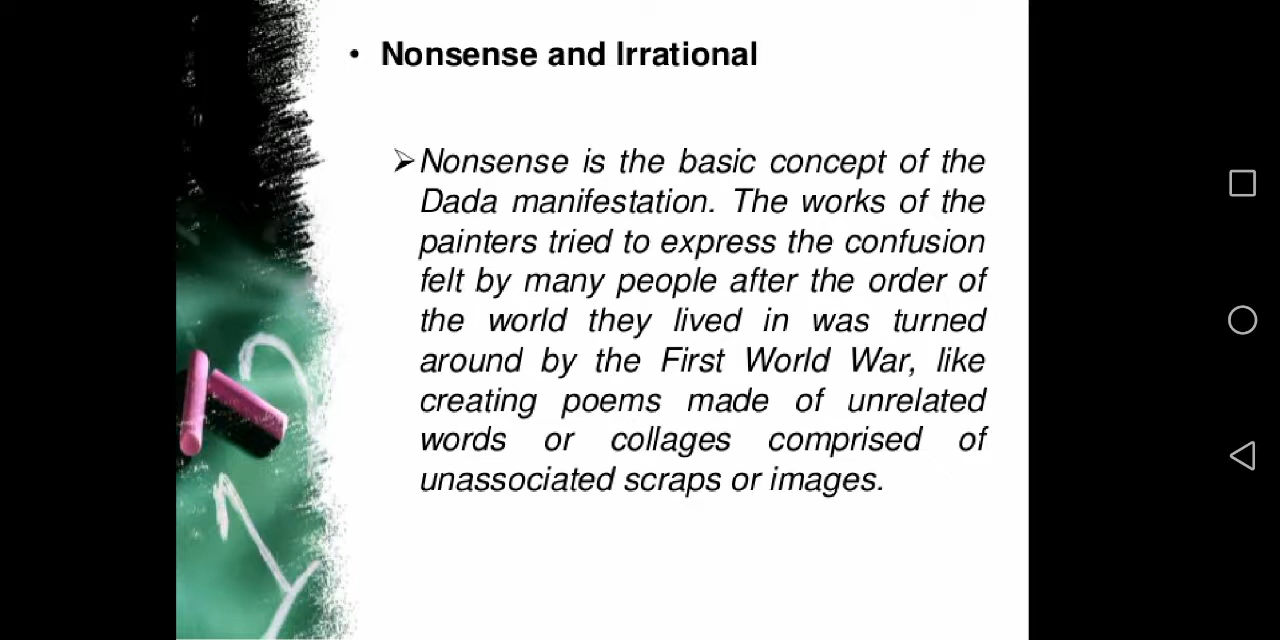 • Nonsense and Irrational
➢Nonsense is the basic concept of the
Dada manifestation. The works of the
painters tried to express the confusion
felt by many people after the order of
the world they lived in was turned
around by the First World War, like
creating poems made of unrelated
words or collages comprised of
unassociated scraps or images.